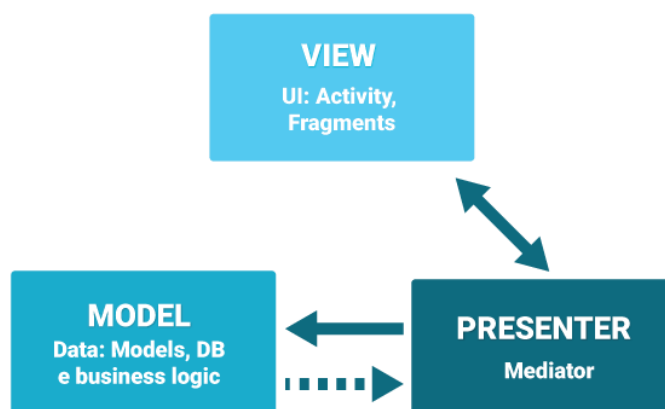 VIEW
UI: Activity,
Fragments
MODEL
Data: Models, DB
e business logic
PRESENTER
Mediator